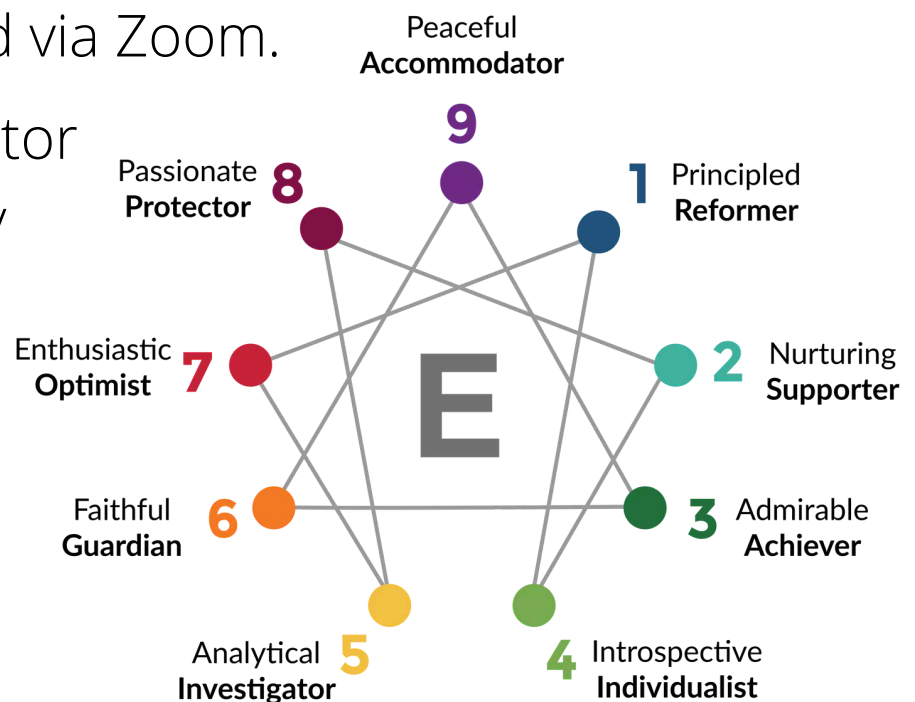 d via Zoom.
tor
Peaceful
Accommodator
9
Passionate
Protector
8
1
Principled
Reformer
Enthusiastic
Optimist
7
E
2
Nurturing
Supporter
Faithful
Guardian
6
3
Admirable
Achiever
Analytical
Investigator
5
4
Introspective
Individualist